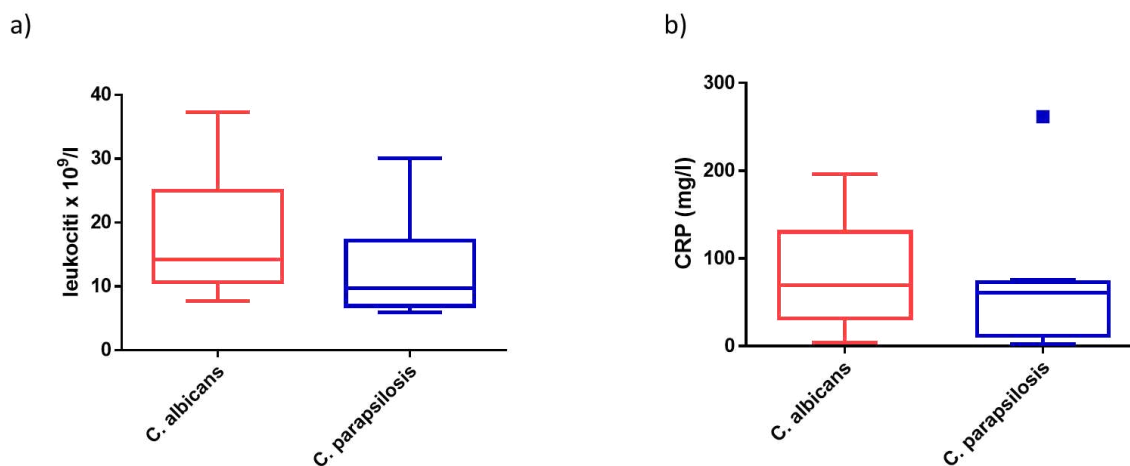 a)
leukociti x 10⁹/l
40
30
20
10
0
C. albicans
C. parapsilosis
b)
CRP (mg/l)
300
200
100
0
C. albicans
C. parapsilosis